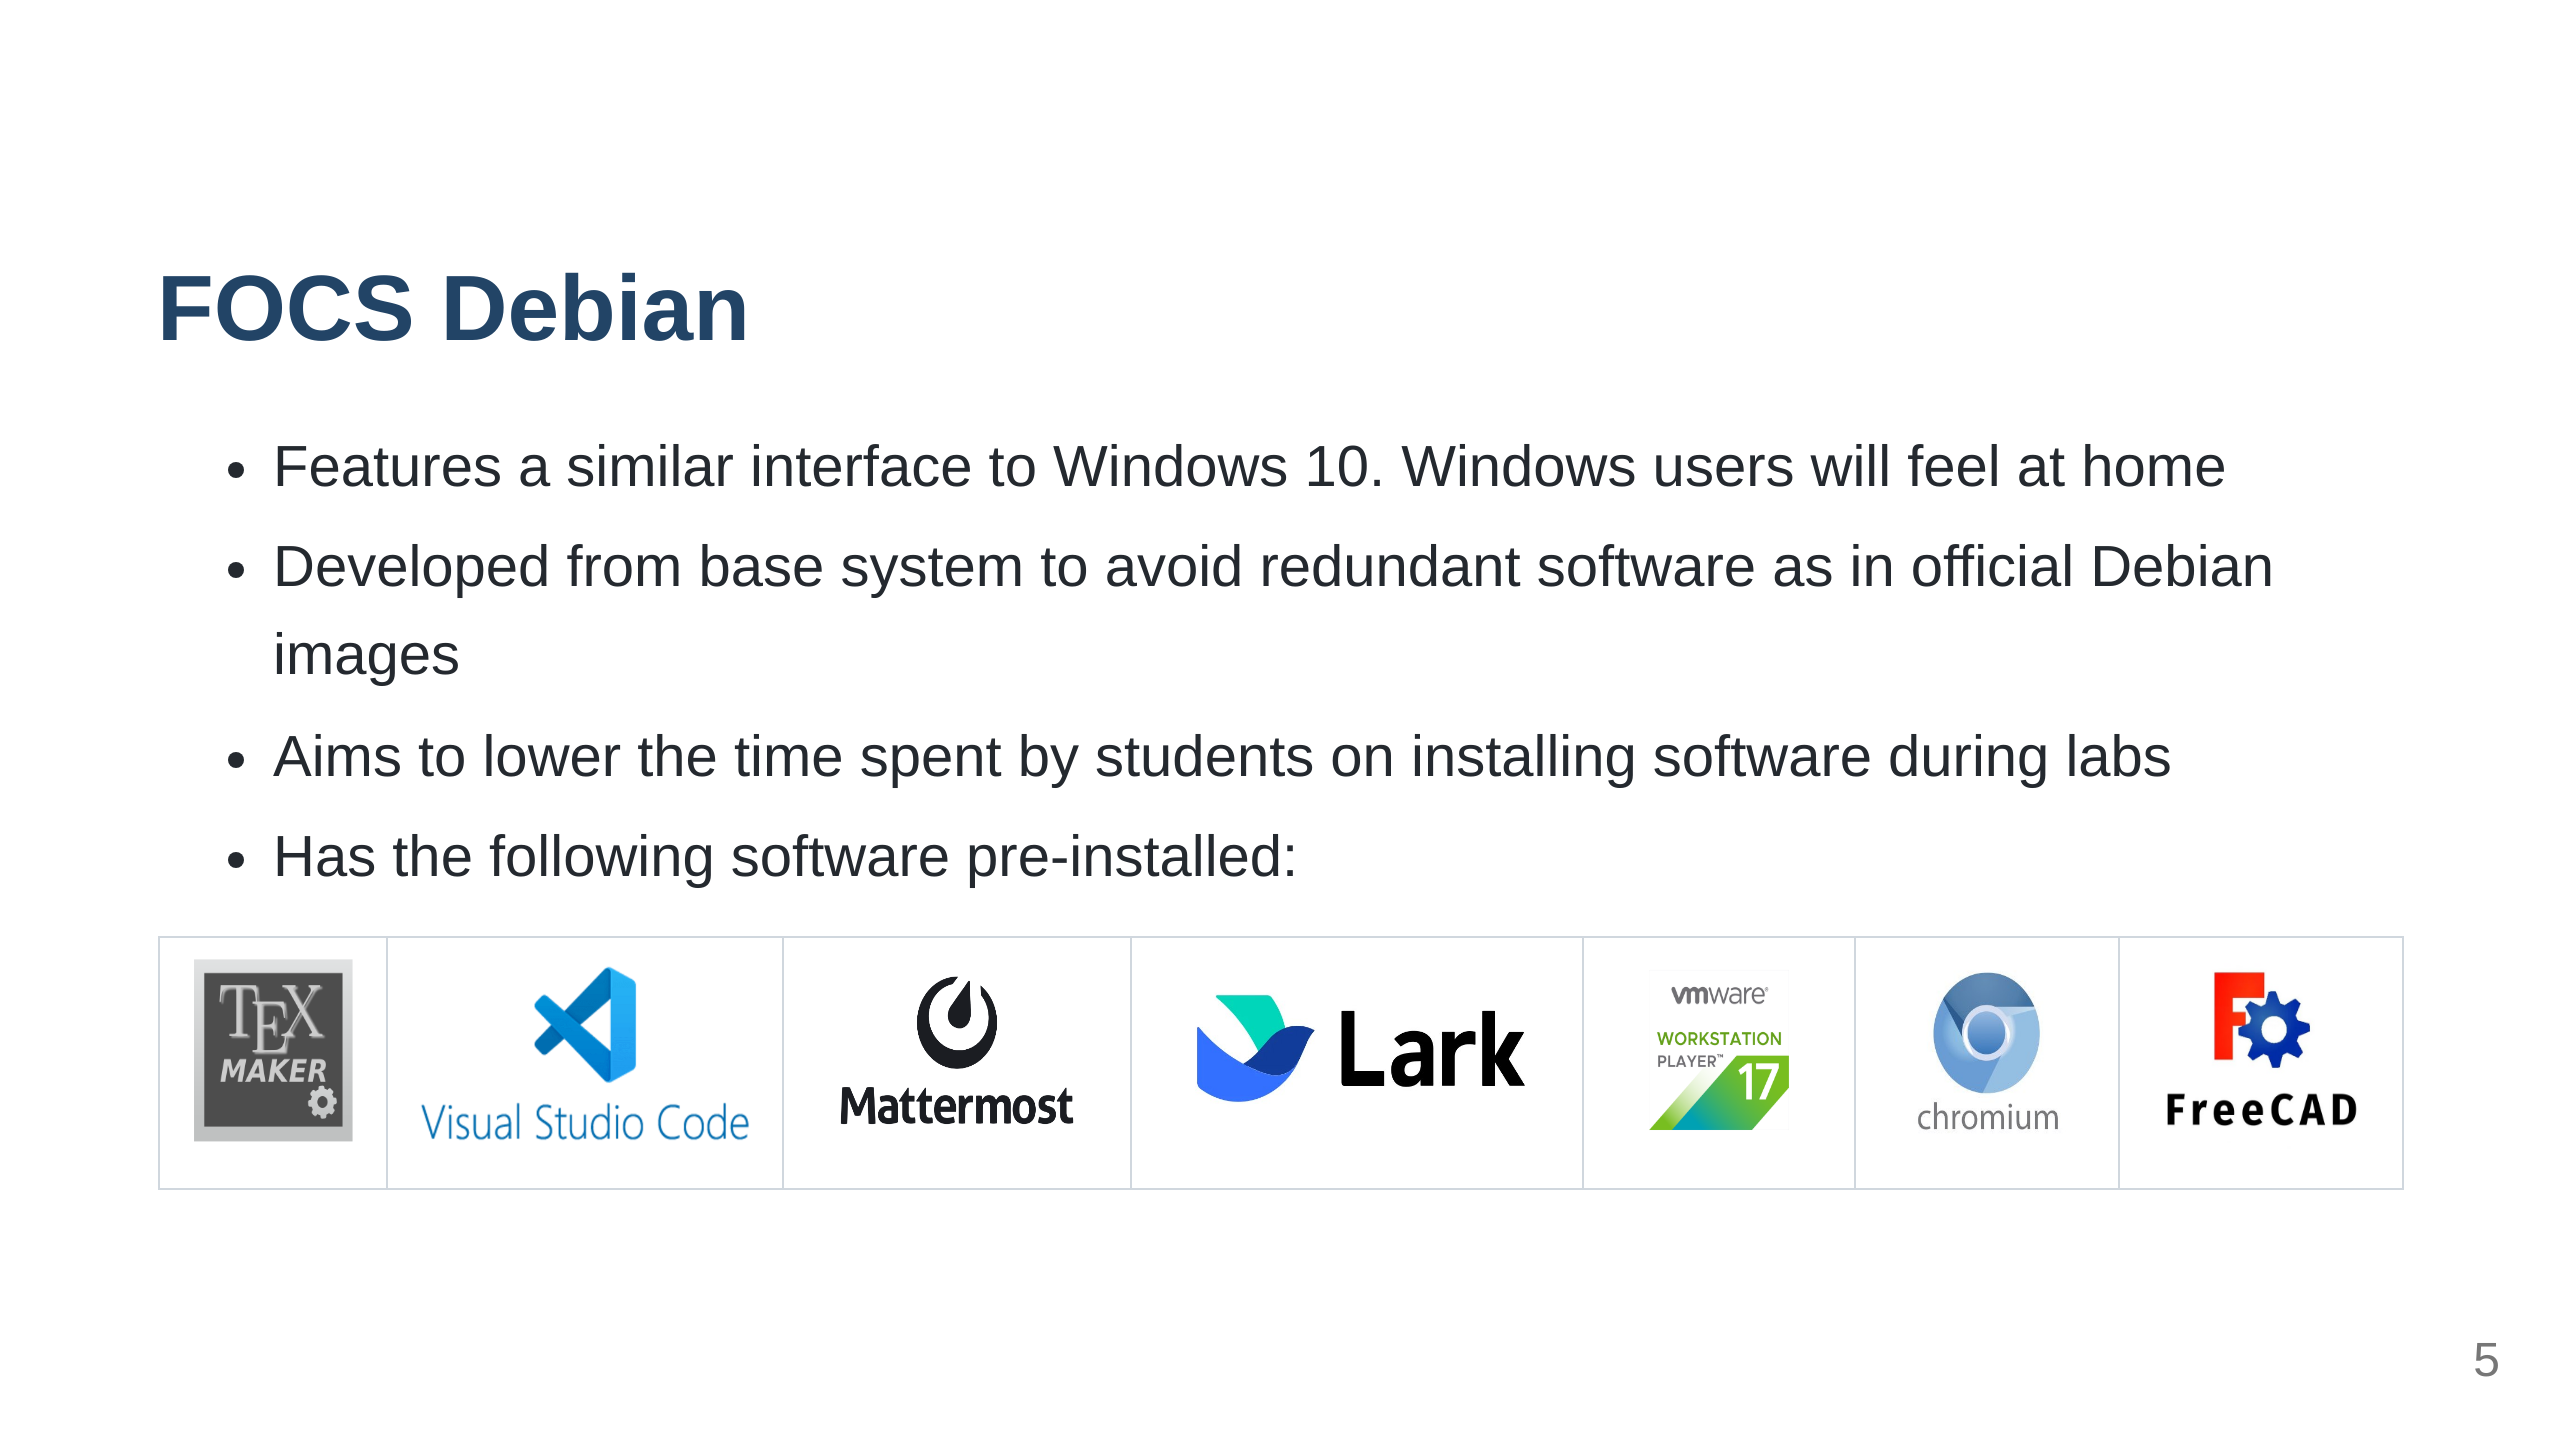 FOCS Debian
• Features a similar interface to Windows 10. Windows users will feel at home
• Developed from base system to avoid redundant software as in official Debian
images
• Aims to lower the time spent by students on installing software during labs
• Has the following software pre-installed:
TEX
MAKER
Visual Studio Code
Mattermost
Lark
vmware®
WORKSTATION
PLAYER™
17
chromium
FreeCAD
5